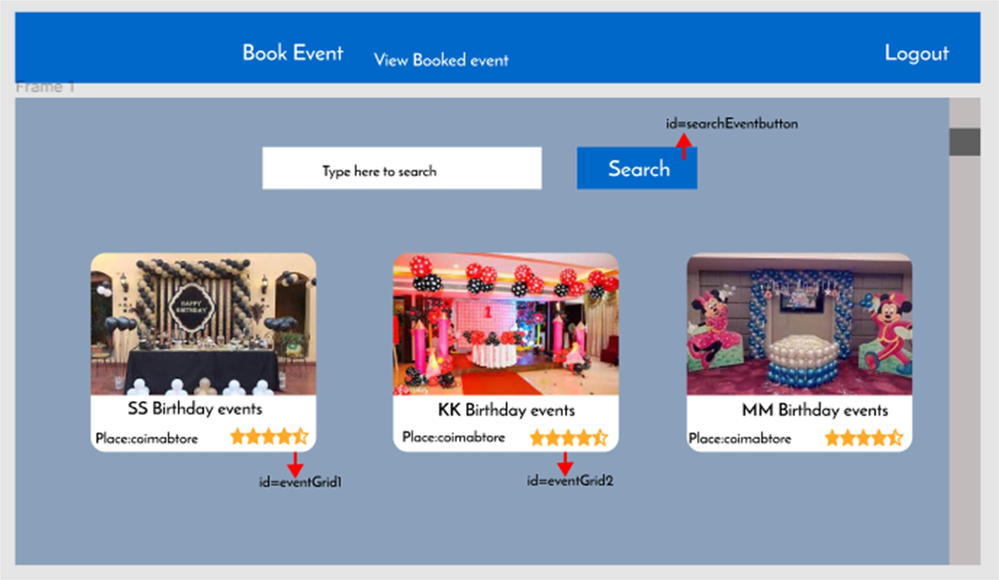 Book Event
View Booked event
Logout
Frame 1
id=searchEventbutton
Type here to search
Search
HAPPY
BIRTHDAY
1
SS Birthday events
KK Birthday events
MM Birthday events
Place:coimabtore
Place:coimabtore
Place:coimabtore
id=eventGrid1
id=eventGrid2